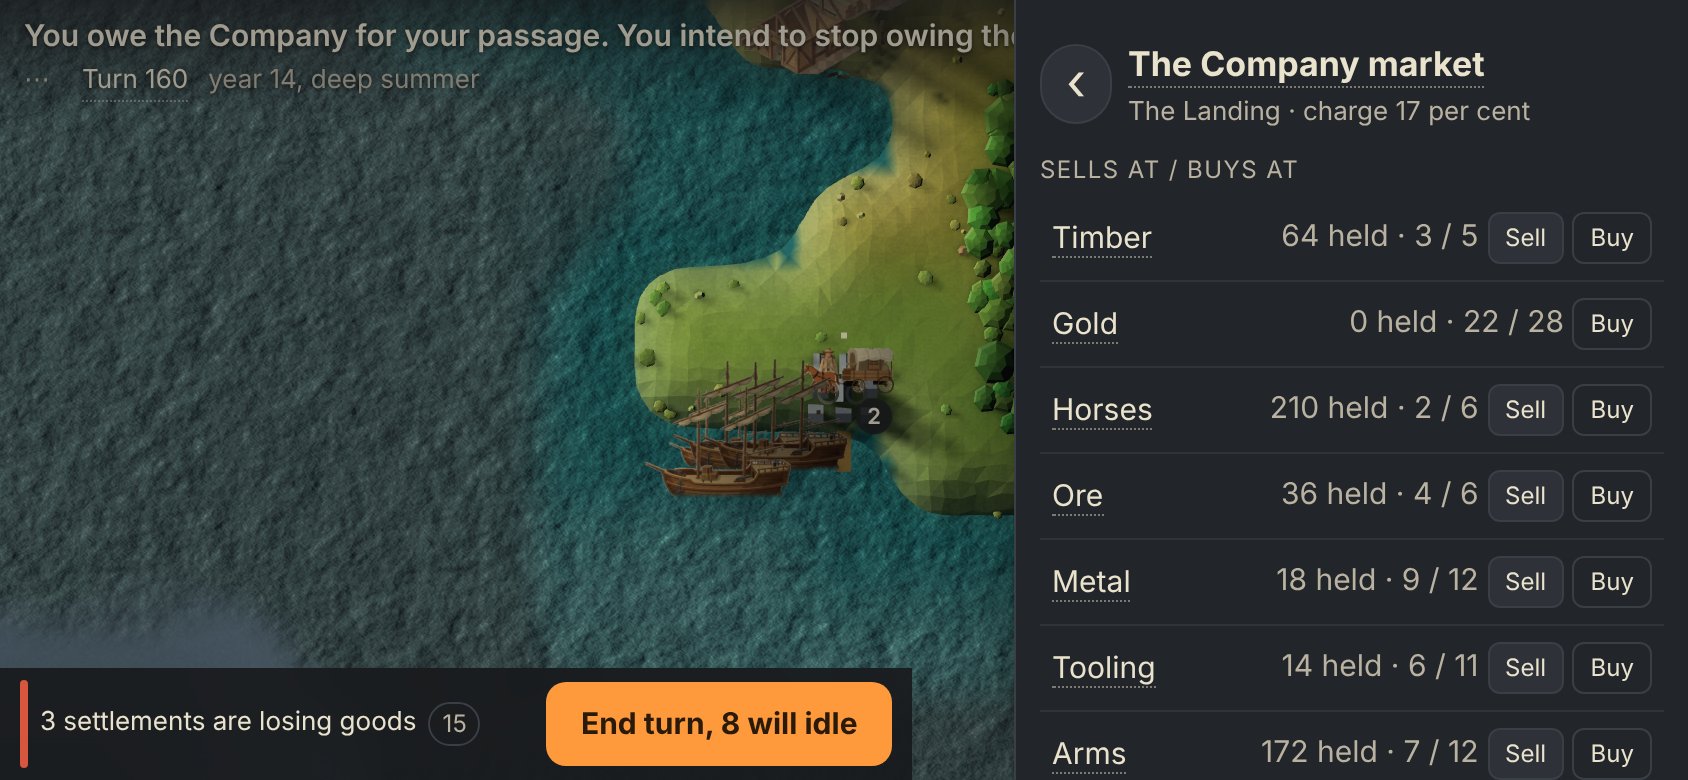 You owe the Company for your passage. You intend to stop owing the
... Turn 160 year 14, deep summer
2
3 settlements are losing goods 15
End turn, 8 will idle
The Company market
The Landing · charge 17 per cent
SELLS AT / BUYS AT
Timber 64 held · 3 / 5 Sell Buy
Gold 0 held · 22 / 28 Buy
Horses 210 held · 2 / 6 Sell Buy
Ore 36 held · 4 / 6 Sell Buy
Metal 18 held · 9 / 12 Sell Buy
Tooling 14 held · 6 / 11 Sell Buy
Arms 172 held · 7 / 12 Sell Buy